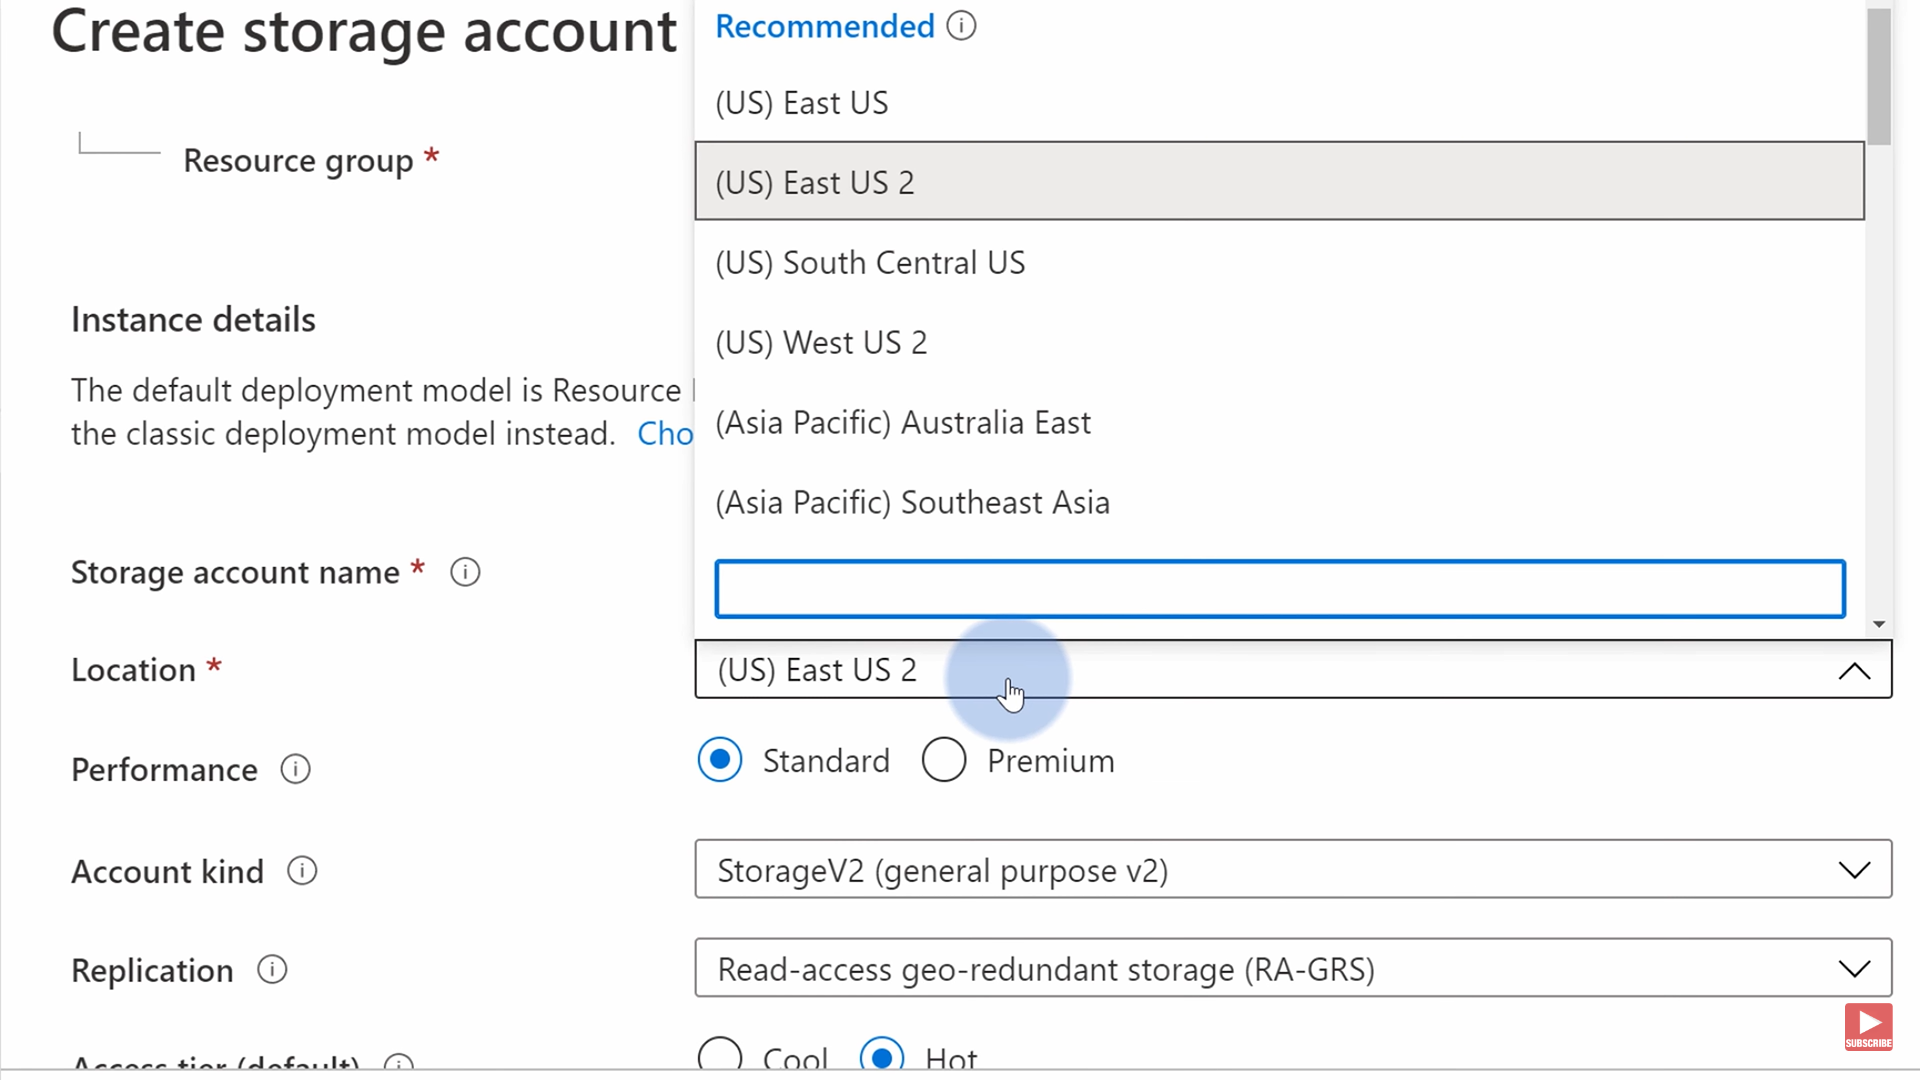 Create storage account
Recommended
(US) East US
(US) East US 2
Resource group *
(US) South Central US
Instance details
(US) West US 2
The default deployment model is Resource
the classic deployment model instead. Cho
(Asia Pacific) Australia East
(Asia Pacific) Southeast Asia
Storage account name *
Location *
(US) East US 2
Performance
Standard
Premium
Account kind
StorageV2 (general purpose v2)
Replication
Read-access geo-redundant storage (RA-GRS)
SUBSCRIBE
Access tier (default)
Cool
Hot